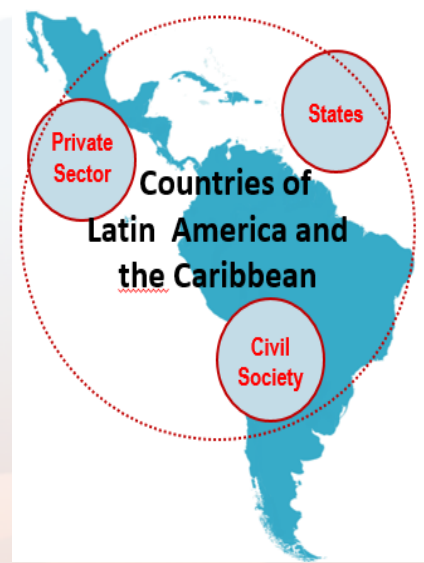 States
Private
Sector
Countries of
Latin America and
the Caribbean
Civil
Society